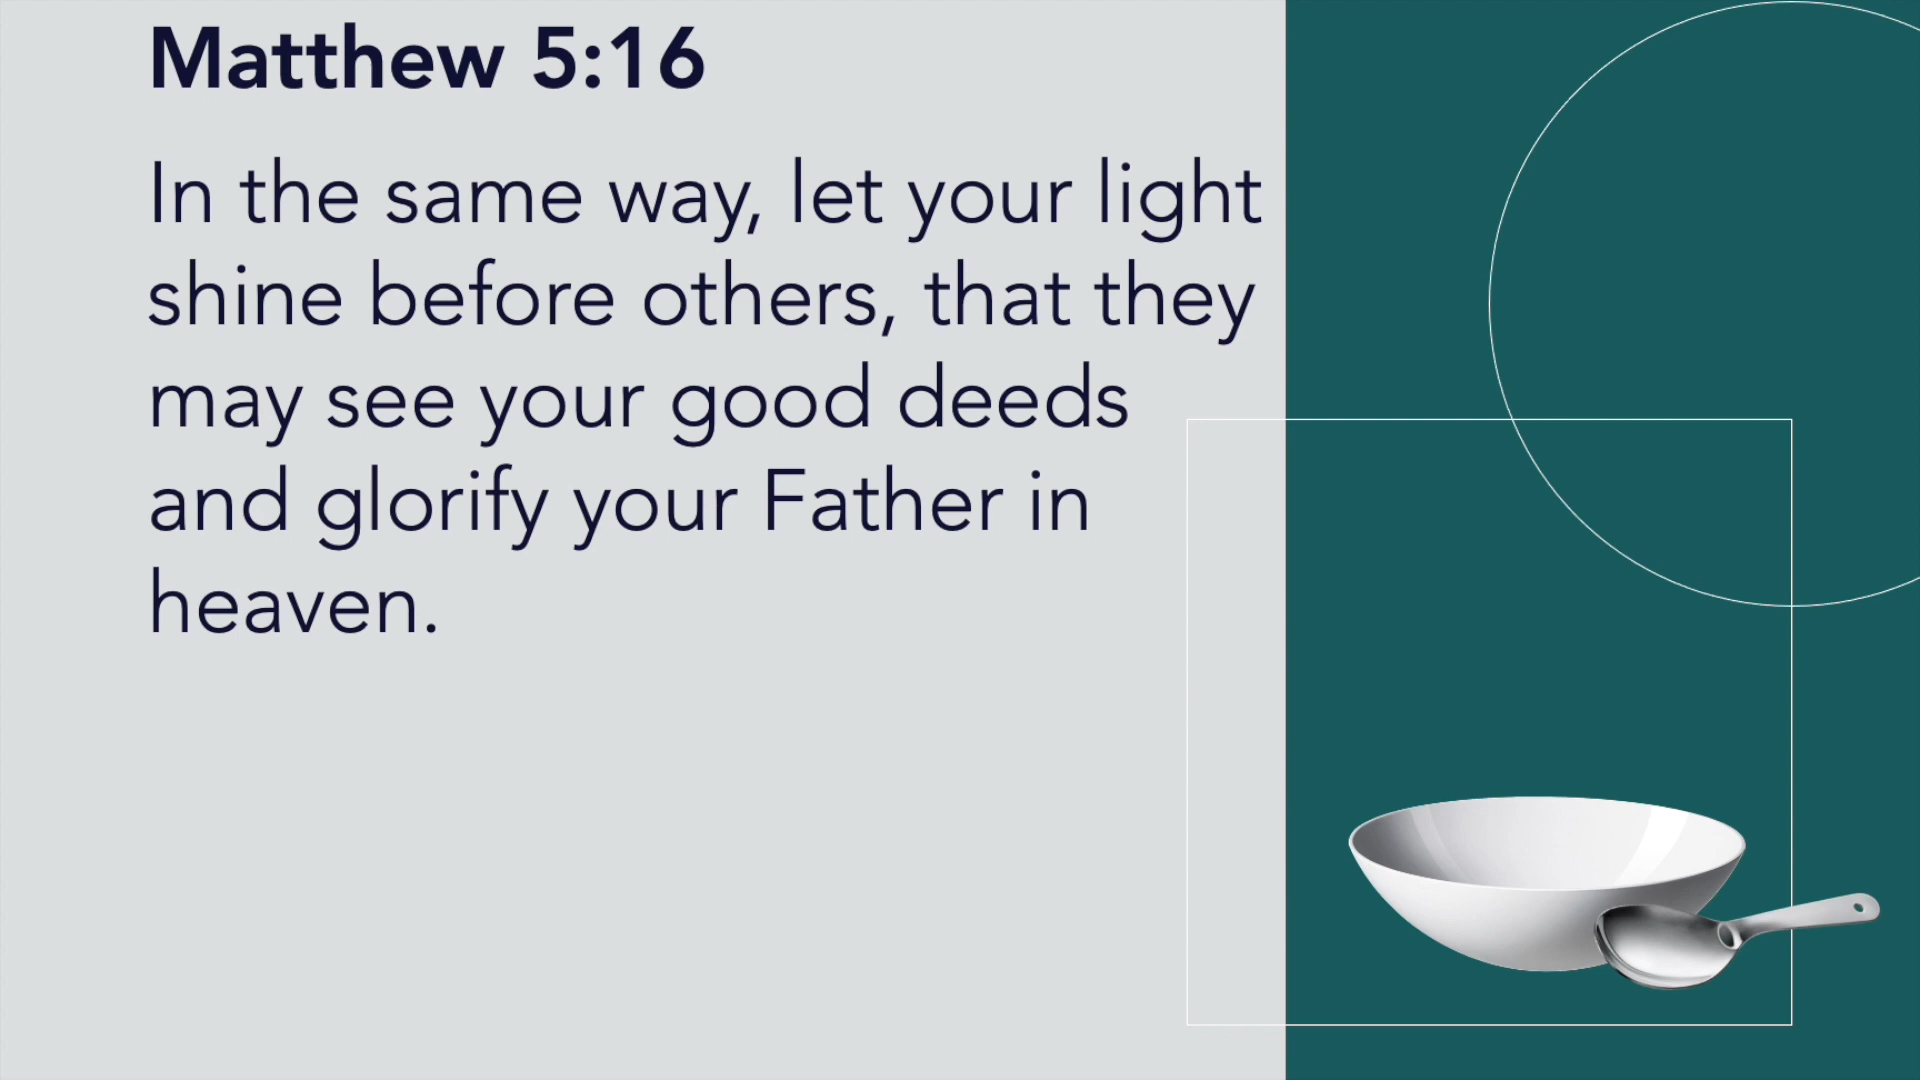 Matthew 5:16
In the same way, let your light
shine before others, that they
may see your good deeds
and glorify your Father in
heaven.